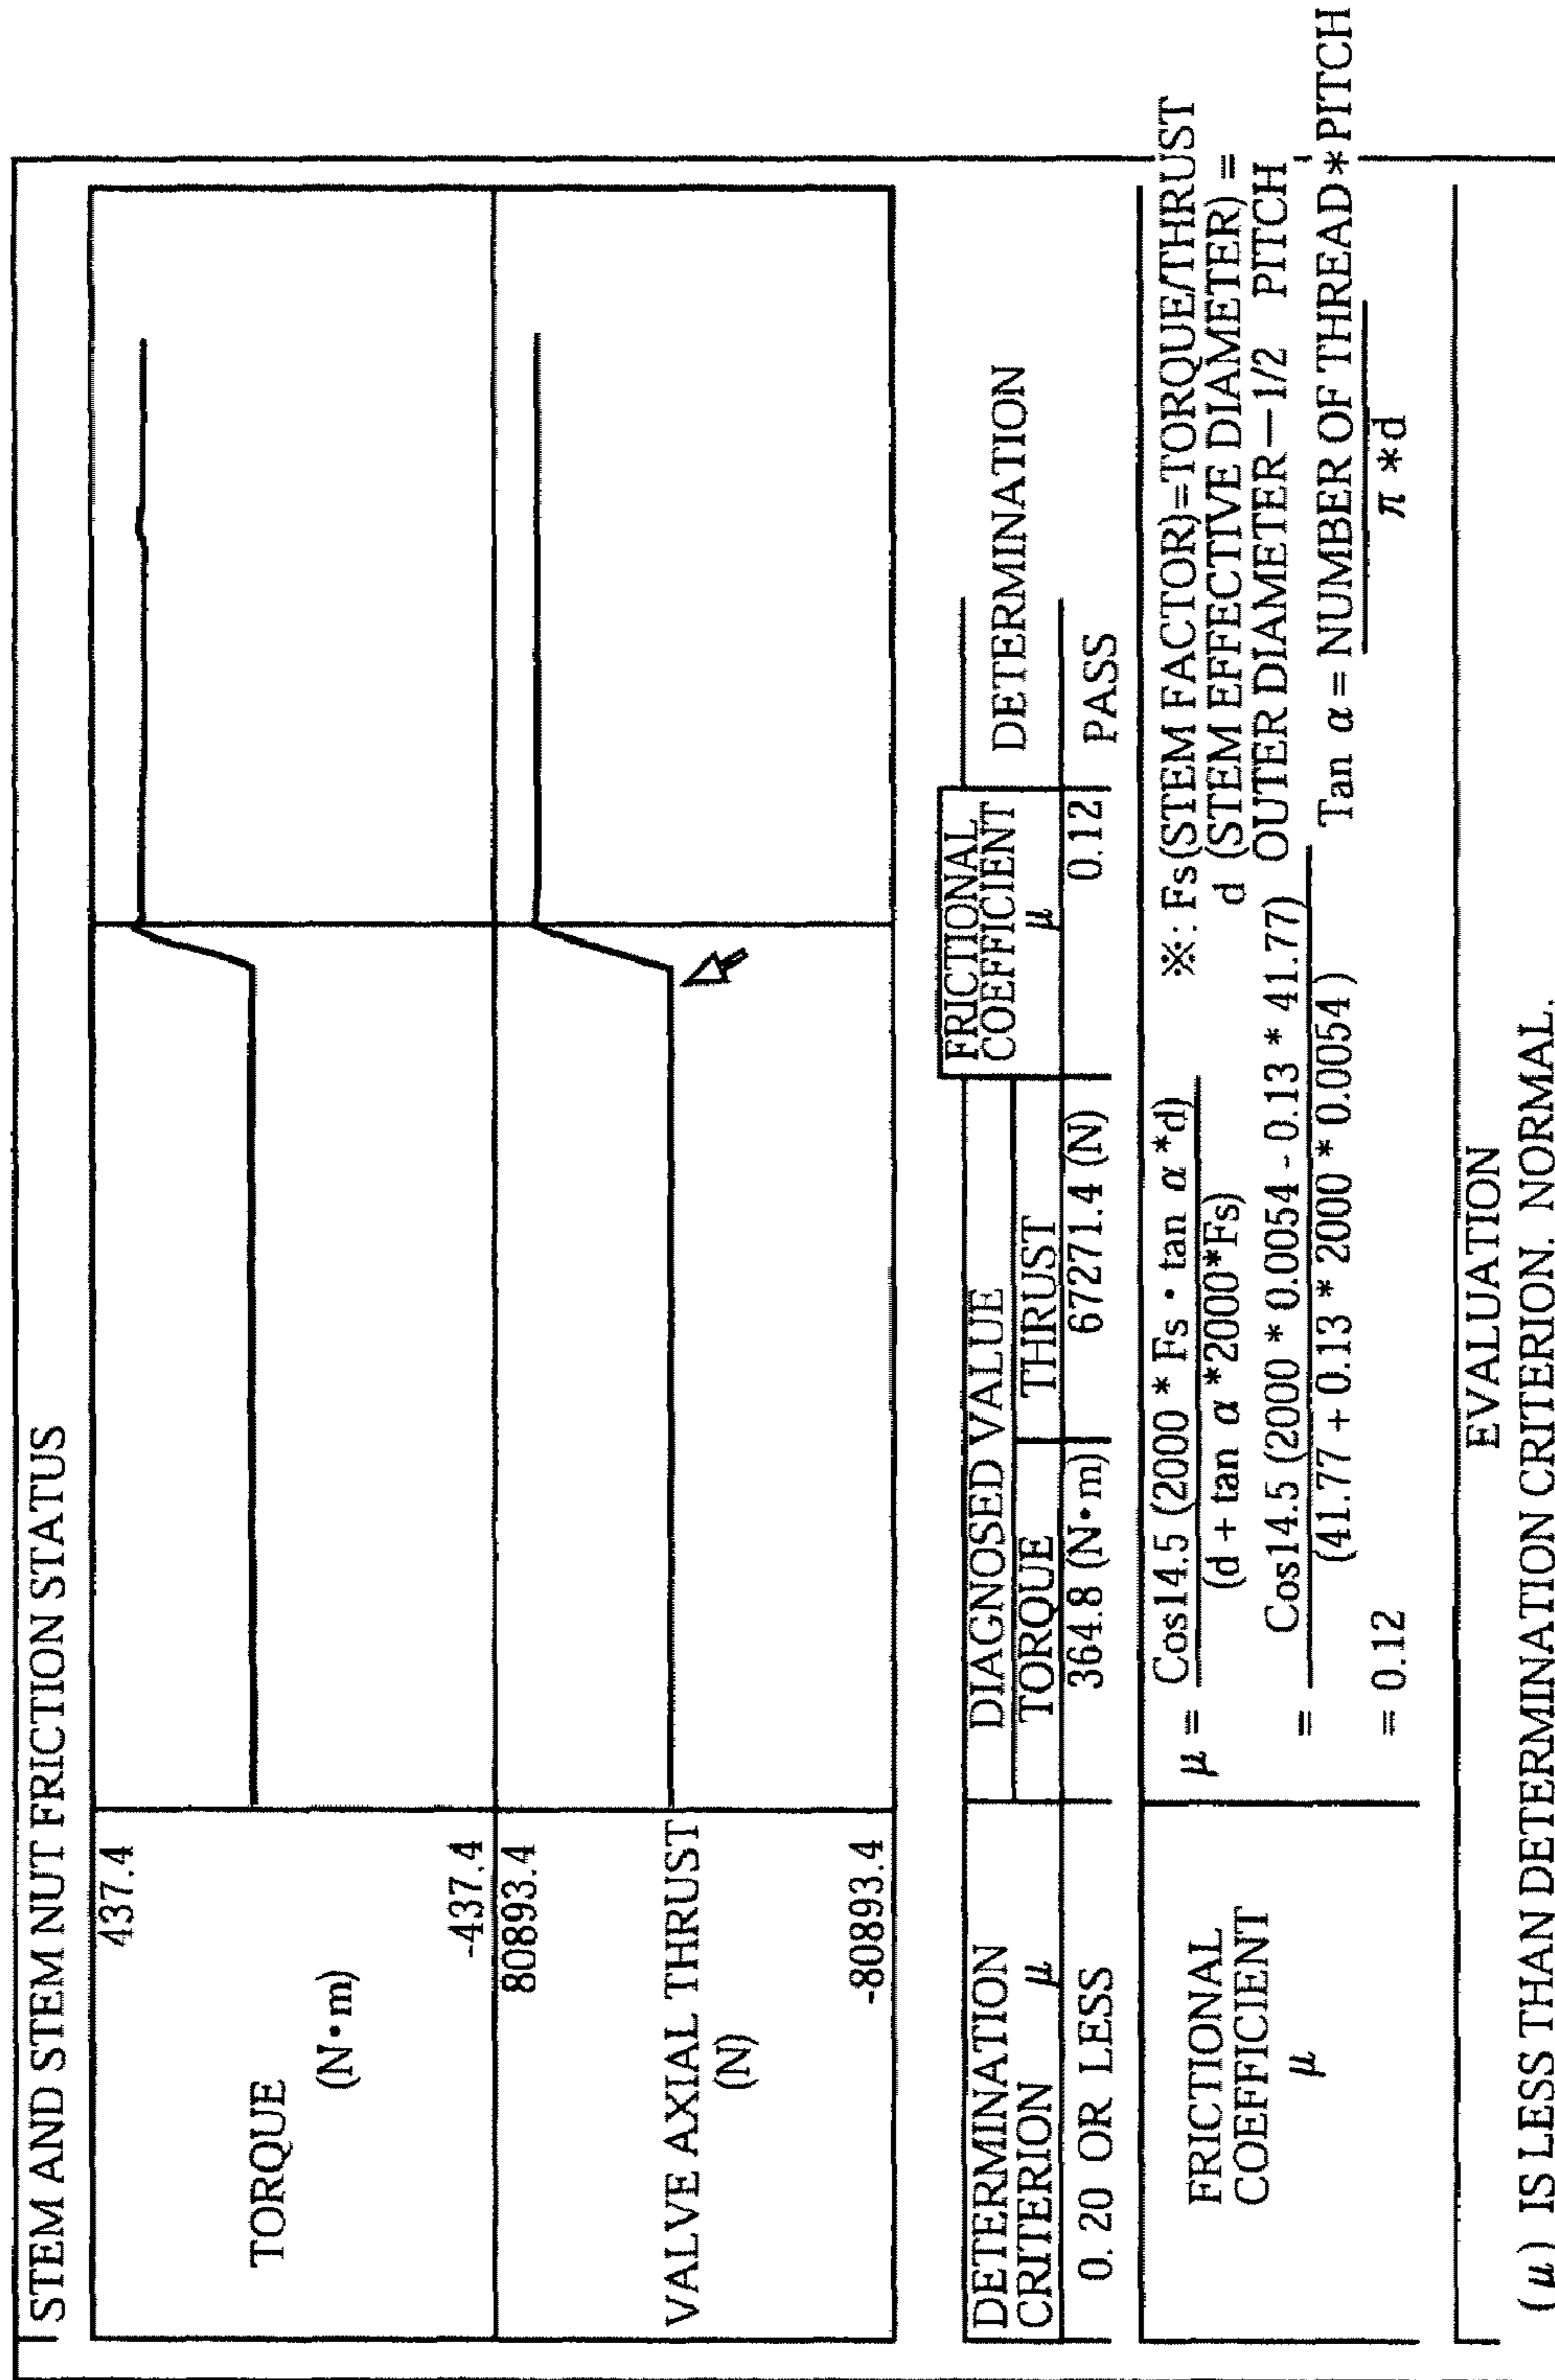 STEM AND STEM NUT FRICTION STATUS
437.4
TORQUE
(N·m)
-437.4
80893.4
VALVE AXIAL THRUST
(N)
-80893.4
DETERMINATION
CRITERION μ
DIAGNOSED VALUE
TORQUE THRUST
FRICTIONAL
COEFFICIENT
μ
DETERMINATION
0. 20 OR LESS 364.8 (N·m) 67271.4 (N) 0.12 PASS
FRICTIONAL
COEFFICIENT
μ
μ = Cos14.5 (2000 * Fs · tan α *d)
(d + tan α *2000*Fs)
= Cos14.5 (2000 * 0.0054 - 0.13 * 41.77)
(41.77 + 0.13 * 2000 * 0.0054 )
= 0.12
※: Fs(STEM FACTOR)=TORQUE/THRUST
d (STEM EFFECTIVE DIAMETER) =
OUTER DIAMETER—1/2 PITCH
Tan α = NUMBER OF THREAD*PITCH
π *d
EVALUATION
(μ) IS LESS THAN DETERMINATION CRITERION. NORMAL.